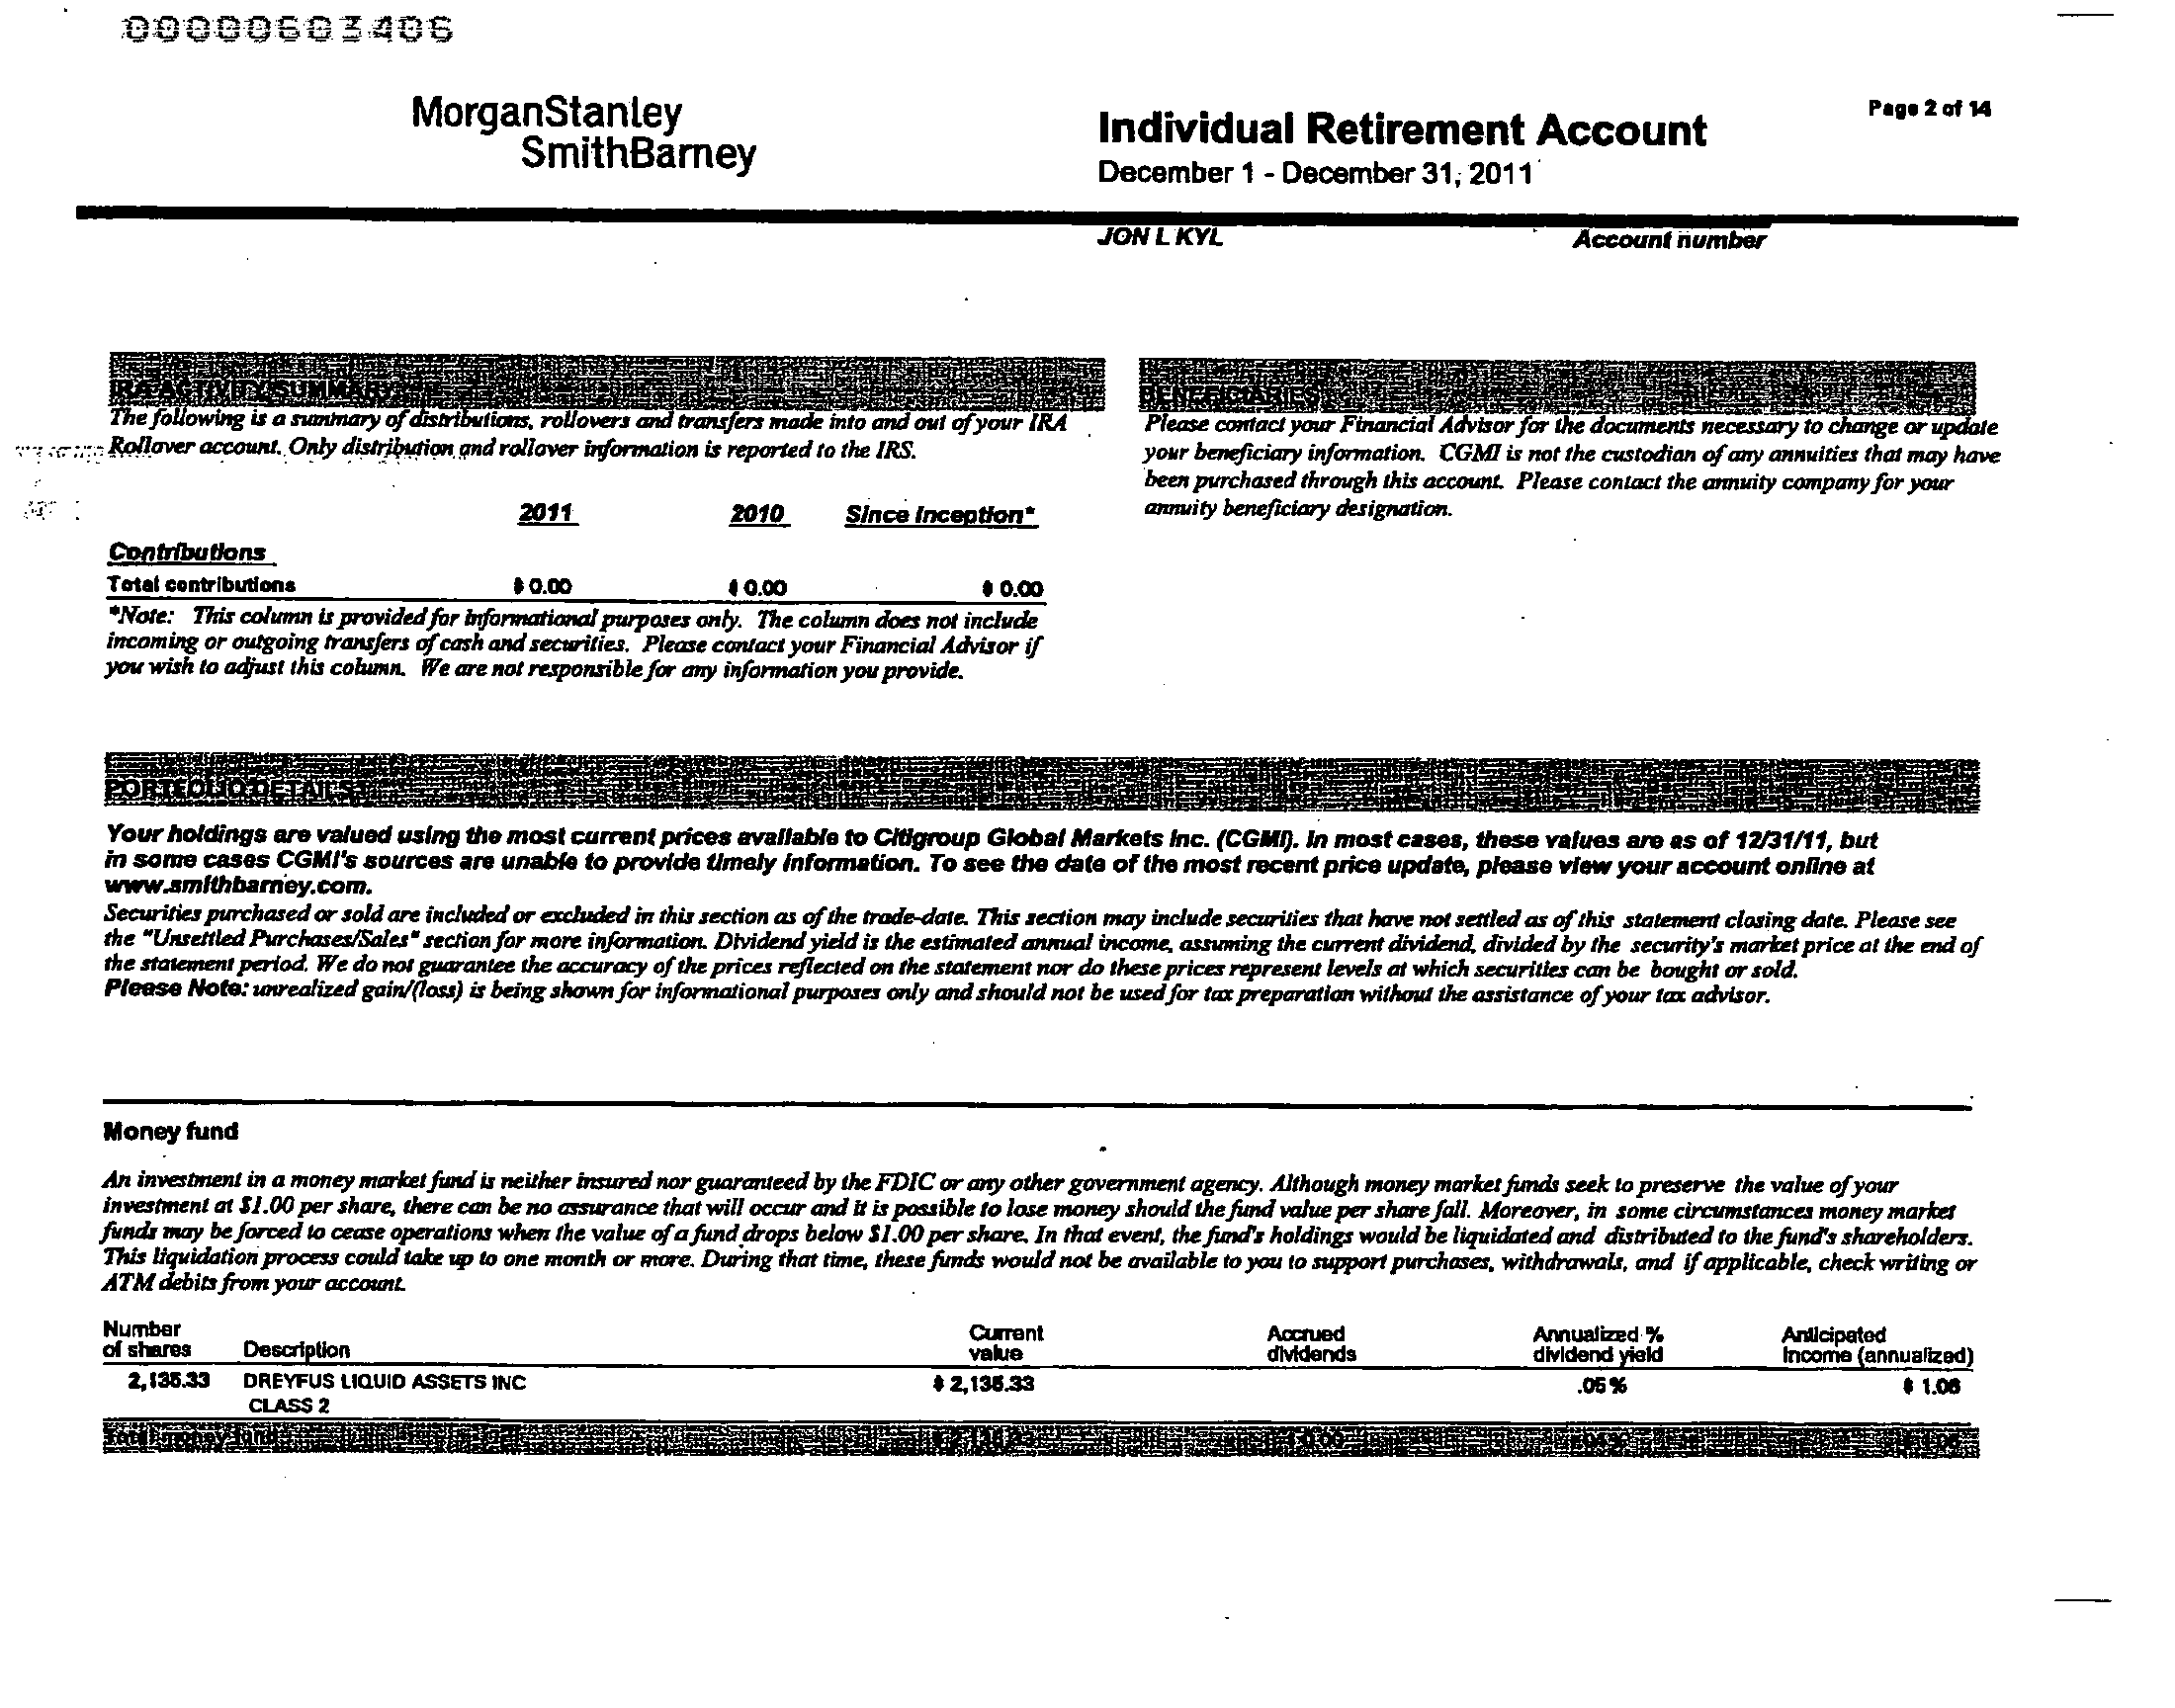 00000603406
MorganStanley
SmithBarney
Individual Retirement Account
December 1 - December 31, 2011
Page 2 of 14
JON L KYL
Account number
IRA ACTIVITY SUMMARY
The following is a summary of distributions, rollovers and transfers made into and out of your IRA
Rollover account. Only distribution and rollover information is reported to the IRS.
2011 2010 Since Inception*
Contributions
Total contributions $ 0.00 $ 0.00 $ 0.00
*Note: This column is provided for informational purposes only. The column does not include
incoming or outgoing transfers of cash and securities. Please contact your Financial Advisor if
you wish to adjust this column. We are not responsible for any information you provide.
BENEFICIARIES
Please contact your Financial Advisor for the documents necessary to change or update
your beneficiary information. CGMI is not the custodian of any annuities that may have
been purchased through this account. Please contact the annuity company for your
annuity beneficiary designation.
PORTFOLIO DETAILS
Your holdings are valued using the most current prices available to Citigroup Global Markets Inc. (CGMI). In most cases, these values are as of 12/31/11, but
in some cases CGMI's sources are unable to provide timely information. To see the date of the most recent price update, please view your account online at
www.smithbarney.com.
Securities purchased or sold are included or excluded in this section as of the trade-date. This section may include securities that have not settled as of this statement closing date. Please see
the "Unsettled Purchases/Sales" section for more information. Dividend yield is the estimated annual income, assuming the current dividend, divided by the security's market price at the end of
the statement period. We do not guarantee the accuracy of the prices reflected on the statement nor do these prices represent levels at which securities can be bought or sold.
Please Note: unrealized gain/(loss) is being shown for informational purposes only and should not be used for tax preparation without the assistance of your tax advisor.
Money fund
An investment in a money market fund is neither insured nor guaranteed by the FDIC or any other government agency. Although money market funds seek to preserve the value of your
investment at $1.00 per share, there can be no assurance that will occur and it is possible to lose money should the fund value per share fall. Moreover, in some circumstances money market
funds may be forced to cease operations when the value of a fund drops below $1.00 per share. In that event, the fund's holdings would be liquidated and distributed to the fund's shareholders.
This liquidation process could take up to one month or more. During that time, these funds would not be available to you to support purchases, withdrawals, and if applicable, check writing or
ATM debits from your account.
Number
of shares Description Current
value Accrued
dividends Annualized %
dividend yield Anticipated
Income (annualized)
2,135.33 DREYFUS LIQUID ASSETS INC $ 2,135.33 .05 % $ 1.06
CLASS 2
Total money fund